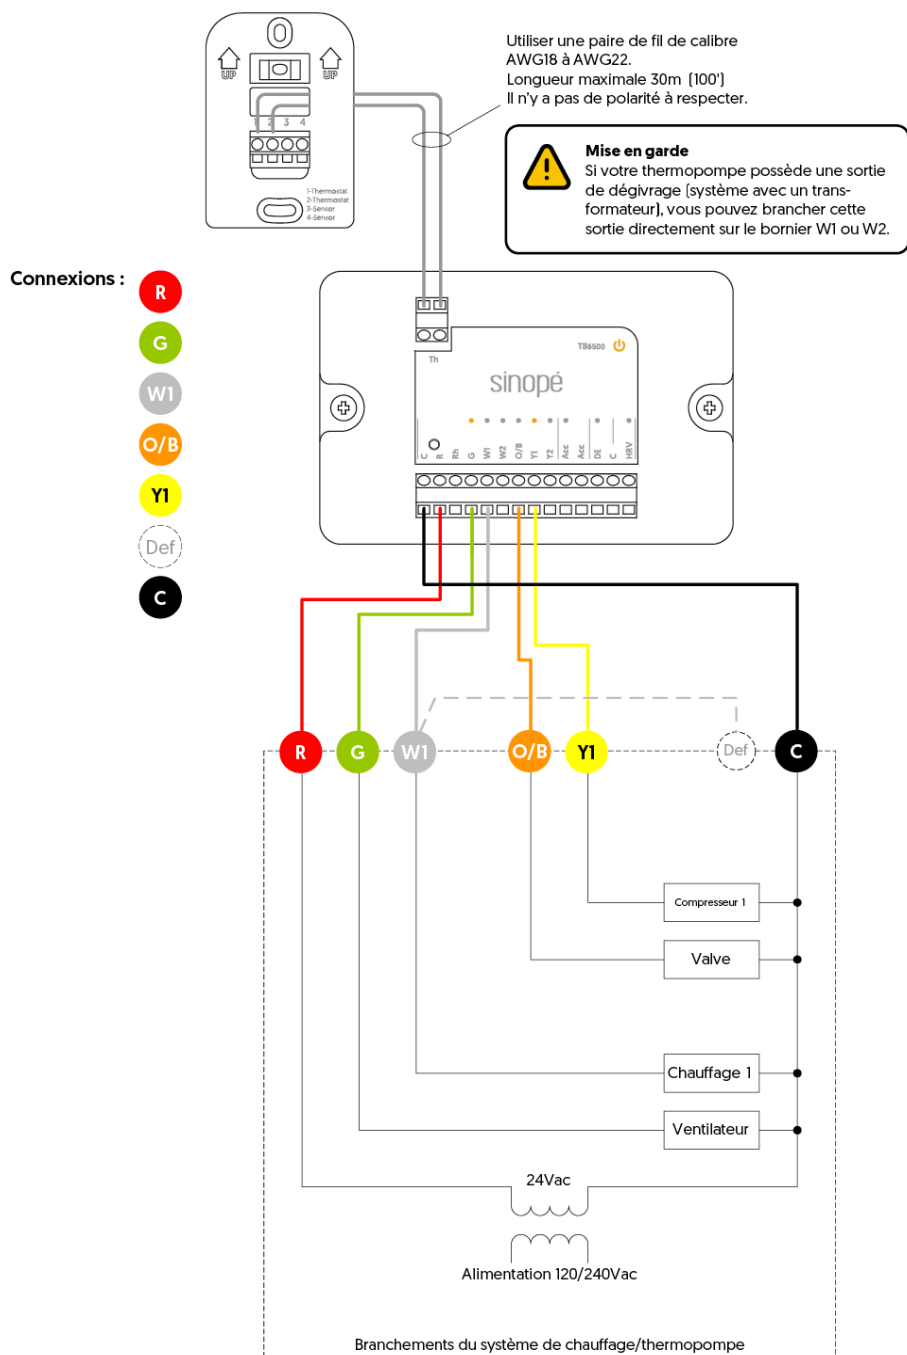 UP
UP
1 2 3 4
1-Thermostat
2-Thermostat
3-Sensor
4-Sensor
Utiliser une paire de fil de calibre
AWG18 à AWG22.
Longueur maximale 30m (100')
Il n'y a pas de polarité à respecter.
Mise en garde
Si votre thermopompe possède une sortie
de dégivrage (système avec un trans-
formateur), vous pouvez brancher cette
sortie directement sur le bornier W1 ou W2.
Connexions :
R
G
W1
O/B
Y1
Def
C
Th
TB6500
sinopé
C R Rh G W1 W2 O/B Y1 Y2 Acc Acc DE C HRV
R G W1 O/B Y1 Def C
Compresseur 1
Valve
Chauffage 1
Ventilateur
24Vac
Alimentation 120/240Vac
Branchements du système de chauffage/thermopompe